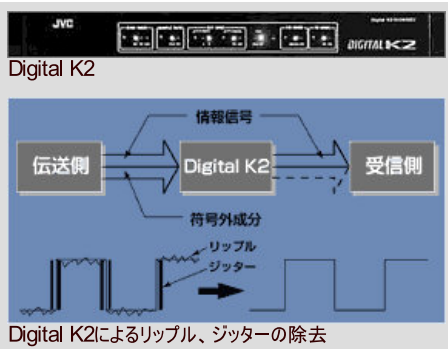 JVC
DIGITAL K2
Digital K2
情報信号
伝送側
Digital K2
受信側
符号外成分
リップル
ジッター
Digital K2によるリップル、ジッターの除去